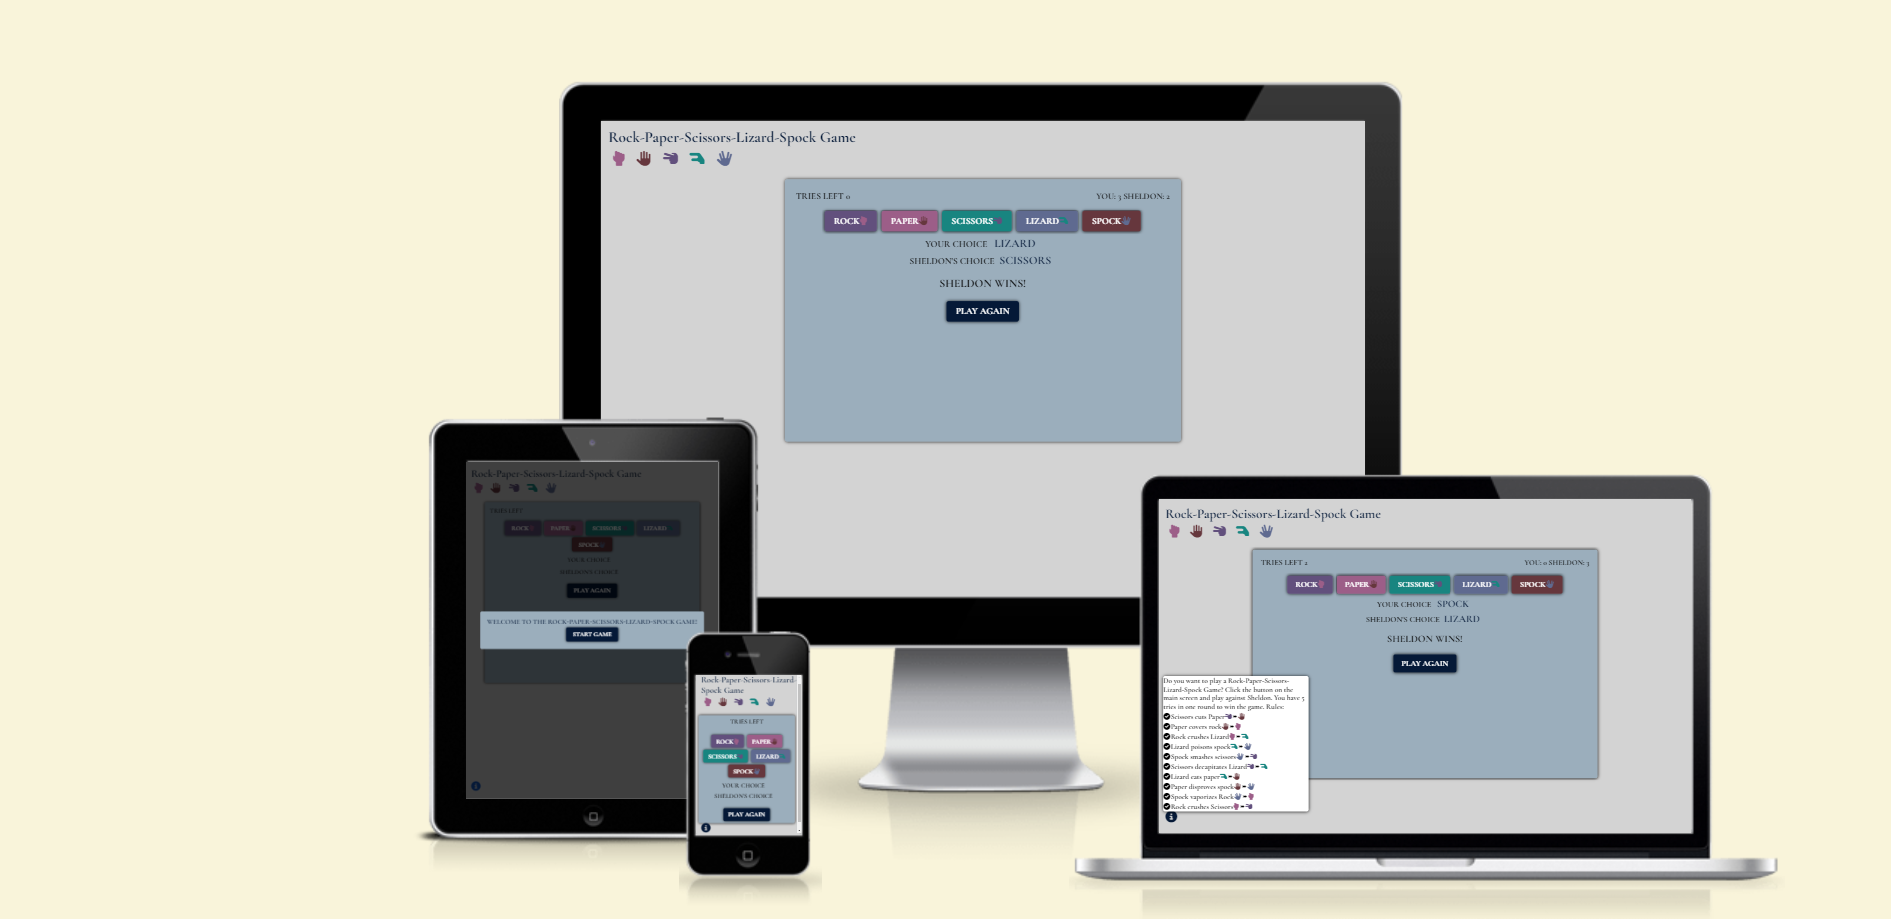 Rock-Paper-Scissors-Lizard-Spock Game
TRIES LEFT 0
YOU: 3 SHELDON: 2
ROCK PAPER SCISSORS LIZARD SPOCK
YOUR CHOICE LIZARD
SHELDON'S CHOICE SCISSORS
SHELDON WINS!
PLAY AGAIN
Rock-Paper-Scissors-Lizard-Spock Game
TRIES LEFT
ROCK PAPER SCISSORS LIZARD
SPOCK
YOUR CHOICE
SHELDON'S CHOICE
PLAY AGAIN
WELCOME TO THE ROCK-PAPER-SCISSORS-LIZARD-SPOCK GAME!
START GAME
Rock-Paper-Scissors-Lizard-
Spock Game
TRIES LEFT
ROCK PAPER
SCISSORS LIZARD
SPOCK
YOUR CHOICE
SHELDON'S CHOICE
PLAY AGAIN
Rock-Paper-Scissors-Lizard-Spock Game
TRIES LEFT 2
YOU: 0 SHELDON: 3
ROCK PAPER SCISSORS LIZARD SPOCK
YOUR CHOICE SPOCK
SHELDON'S CHOICE LIZARD
SHELDON WINS!
PLAY AGAIN
Do you want to play a Rock-Paper-Scissors-
Lizard-Spock Game? Click the button on the
main screen and play against Sheldon. You have 5
tries in one round to win the game. Rules:
Scissors cuts Paper
Paper covers rock
Rock crushes Lizard
Lizard poisons spock
Spock smashes scissors
Scissors decapitates Lizard
Lizard eats paper
Paper disproves spock
Spock vaporizes Rock
Rock crushes Scissors